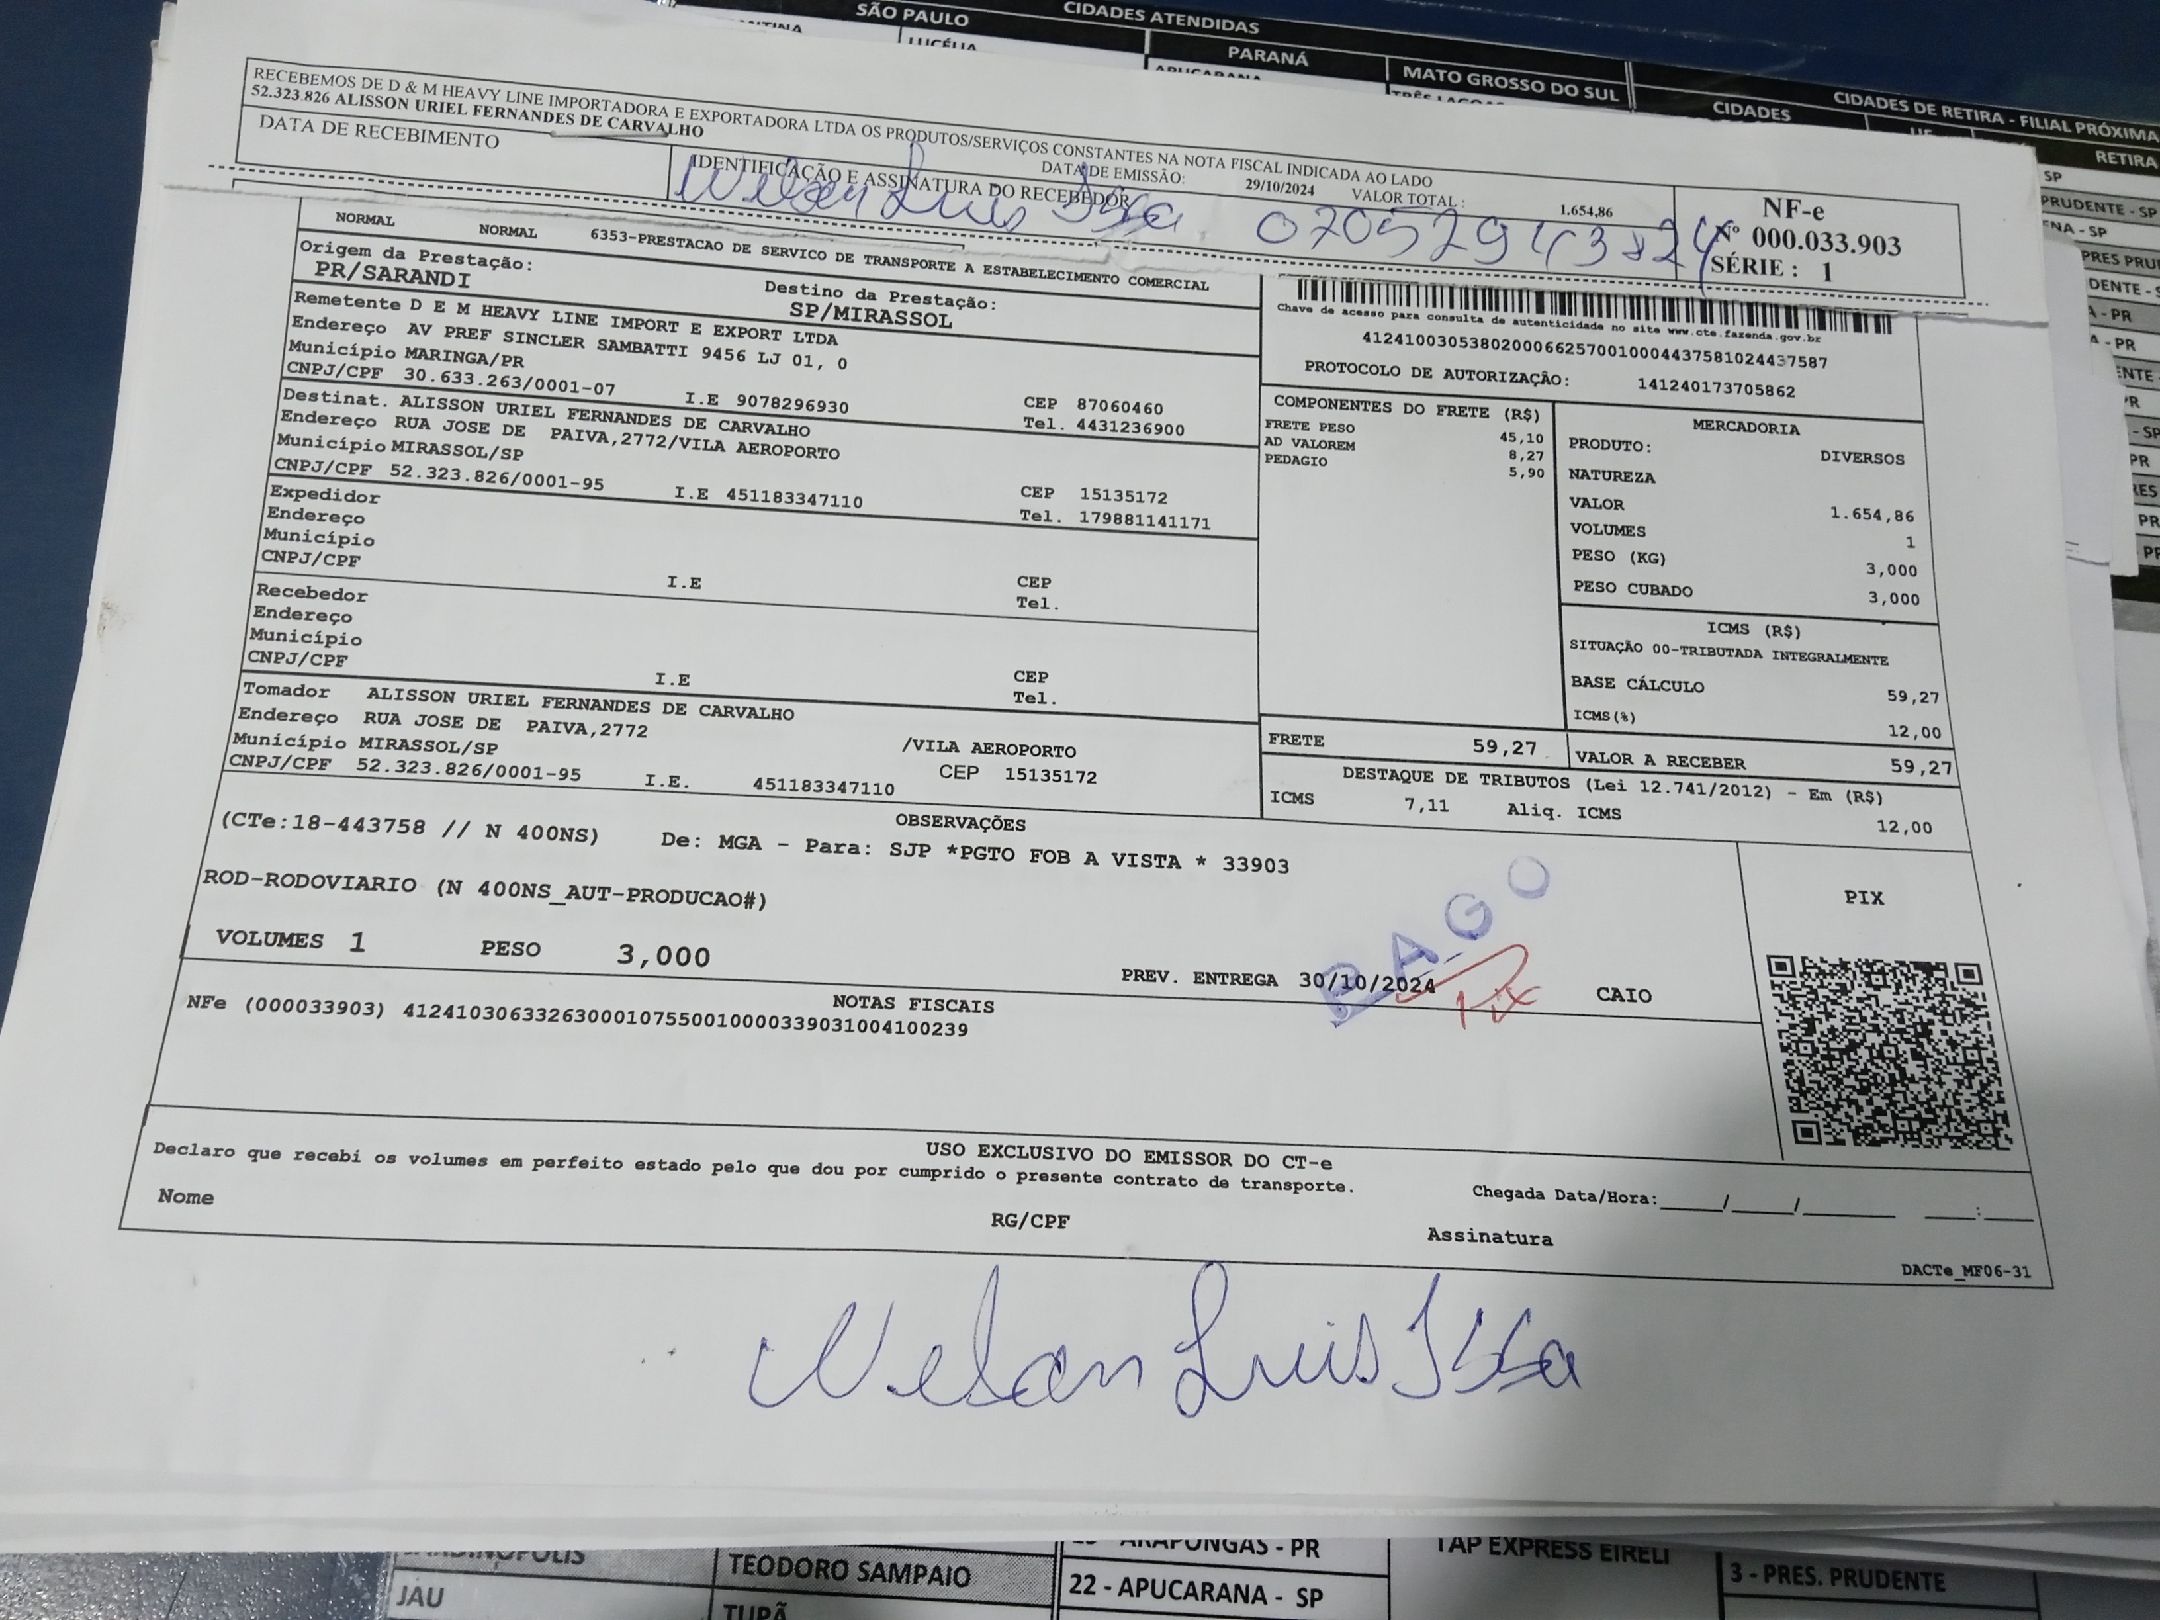 SÃO PAULO
CIDADES ATENDIDAS
LUCÉLIA
PARANÁ
MATO GROSSO DO SUL
CIDADES
CIDADES DE RETIRA - FILIAL PRÓXIMA
RETIRA
RECEBEMOS DE D & M HEAVY LINE IMPORTADORA E EXPORTADORA LTDA OS PRODUTOS/SERVIÇOS CONSTANTES NA NOTA FISCAL INDICADA AO LADO
52.323.826 ALISSON URIEL FERNANDES DE CARVALHO
DATA DE EMISSÃO: 29/10/2024 VALOR TOTAL : 1.654,86
DATA DE RECEBIMENTO
IDENTIFICAÇÃO E ASSINATURA DO RECEBEDOR
Nelson Luis Issa
NF-e
Nº 000.033.903
SÉRIE : 1
NORMAL NORMAL 6353-PRESTACAO DE SERVICO DE TRANSPORTE A ESTABELECIMENTO COMERCIAL
Origem da Prestação: Destino da Prestação:
PR/SARANDI SP/MIRASSOL
Remetente D E M HEAVY LINE IMPORT E EXPORT LTDA
Endereço AV PREF SINCLER SAMBATTI 9456 LJ 01, 0
Município MARINGA/PR CEP 87060460
CNPJ/CPF 30.633.263/0001-07 I.E 9078296930 Tel. 4431236900
Destinat. ALISSON URIEL FERNANDES DE CARVALHO
Endereço RUA JOSE DE PAIVA,2772/VILA AEROPORTO
Município MIRASSOL/SP CEP 15135172
CNPJ/CPF 52.323.826/0001-95 I.E 451183347110 Tel. 179881141171
Expedidor
Endereço
Município CEP
CNPJ/CPF I.E Tel.
Recebedor
Endereço
Município CEP
CNPJ/CPF I.E Tel.
Tomador ALISSON URIEL FERNANDES DE CARVALHO
Endereço RUA JOSE DE PAIVA,2772 /VILA AEROPORTO
Município MIRASSOL/SP CEP 15135172
CNPJ/CPF 52.323.826/0001-95 I.E. 451183347110
Chave de acesso para consulta de autenticidade no site www.cte.fazenda.gov.br
41241003053802000662570010004437581024437587
PROTOCOLO DE AUTORIZAÇÃO: 141240173705862
COMPONENTES DO FRETE (R$)
FRETE PESO 45,10
AD VALOREM 8,27
PEDAGIO 5,90
MERCADORIA
PRODUTO: DIVERSOS
NATUREZA
VALOR 1.654,86
VOLUMES 1
PESO (KG) 3,000
PESO CUBADO 3,000
ICMS (R$)
SITUAÇÃO 00-TRIBUTADA INTEGRALMENTE
BASE CÁLCULO 59,27
ICMS(%) 12,00
FRETE 59,27 VALOR A RECEBER 59,27
DESTAQUE DE TRIBUTOS (Lei 12.741/2012) - Em (R$)
ICMS 7,11 Aliq. ICMS 12,00
OBSERVAÇÕES
(CTe:18-443758 // N 400NS) De: MGA - Para: SJP *PGTO FOB A VISTA * 33903
ROD-RODOVIARIO (N 400NS_AUT-PRODUCAO#)
VOLUMES 1 PESO 3,000
PREV. ENTREGA 30/10/2024 CAIO
PAGO
Pix
PIX
NOTAS FISCAIS
NFe (000033903) 41241030633263000107550010000339031004100239
USO EXCLUSIVO DO EMISSOR DO CT-e
Declaro que recebi os volumes em perfeito estado pelo que dou por cumprido o presente contrato de transporte.
Chegada Data/Hora:____/____/______ ___:___
Nome RG/CPF Assinatura
DACTe_MF06-31
Nelson Luis Issa
TEODORO SAMPAIO
ARAPONGAS - PR
TAP EXPRESS EIRELI
3 - PRES. PRUDENTE
JAU
TUPÃ
22 - APUCARANA - SP